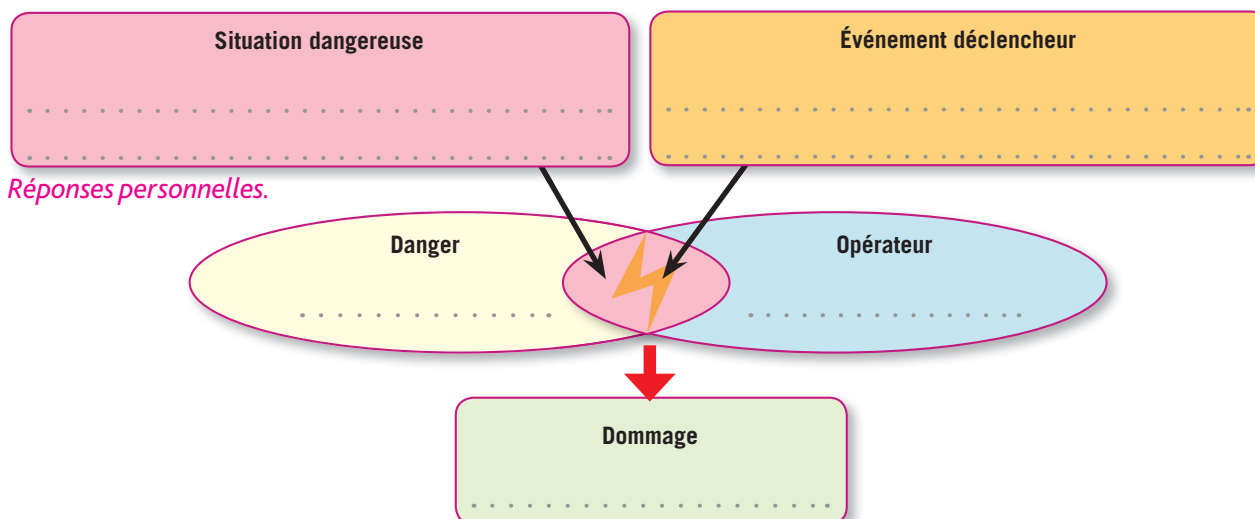 Situation dangereuse
Événement déclencheur
Réponses personnelles.
Danger
Opérateur
Dommage